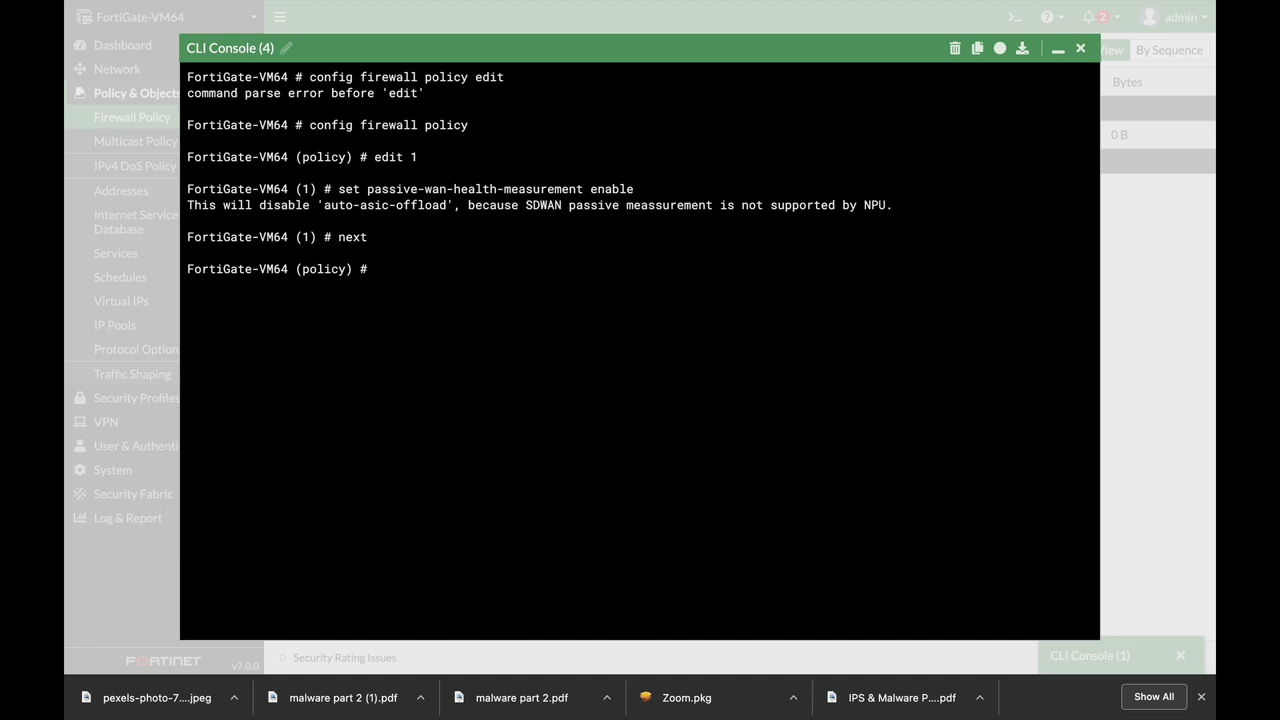 FortiGate-VM64
admin
2
CLI Console (4)
View
By Sequence
Dashboard
Network
Policy & Objects
Firewall Policy
Multicast Policy
IPv4 DoS Policy
Addresses
Internet Service
Database
Services
Schedules
Virtual IPs
IP Pools
Protocol Option
Traffic Shaping
Security Profiles
VPN
User & Authenti
System
Security Fabric
Log & Report
FortiGate-VM64 # config firewall policy edit
command parse error before 'edit'
FortiGate-VM64 # config firewall policy
FortiGate-VM64 (policy) # edit 1
FortiGate-VM64 (1) # set passive-wan-health-measurement enable
This will disable 'auto-asic-offload', because SDWAN passive meassurement is not supported by NPU.
FortiGate-VM64 (1) # next
FortiGate-VM64 (policy) #
Bytes
0 B
FORTINET
v7.0.0
0 Security Rating Issues
CLI Console (1)
pexels-photo-7....jpeg
malware part 2 (1).pdf
malware part 2.pdf
Zoom.pkg
IPS & Malware P....pdf
Show All